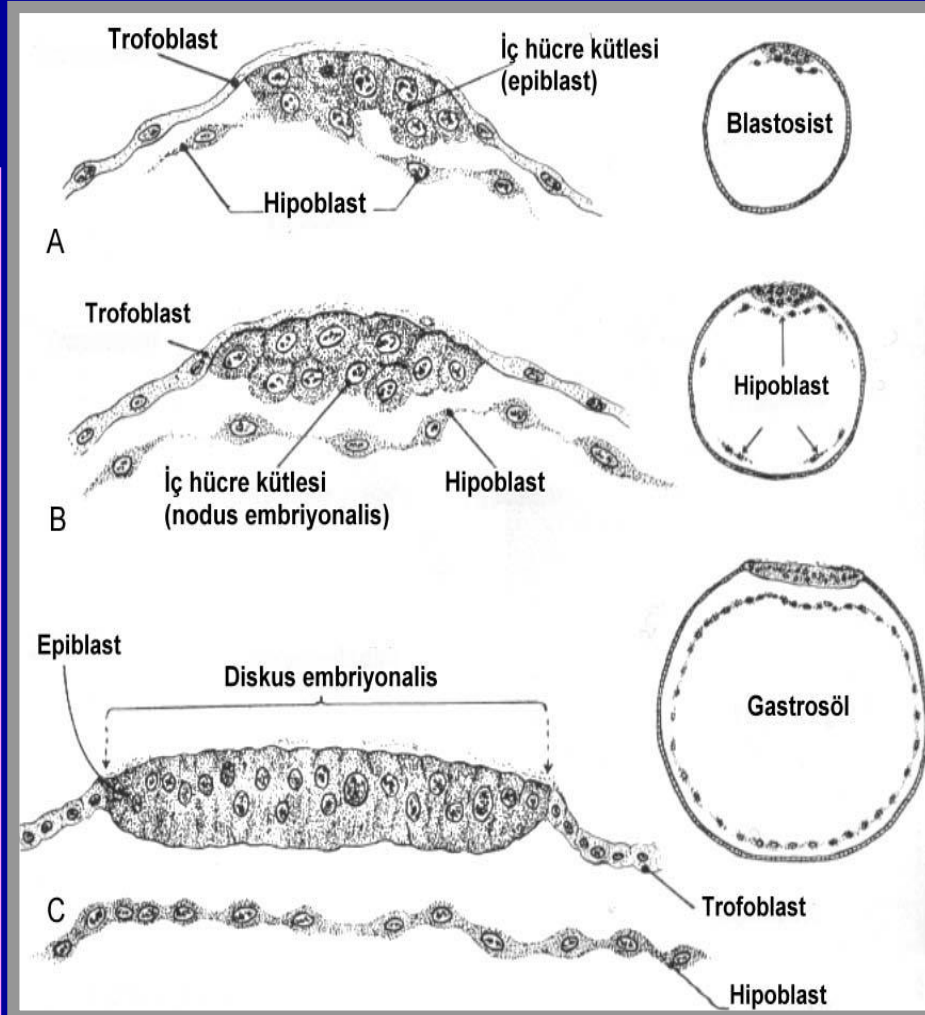 Trofoblast
İç hücre kütlesi
(epiblast)
Blastosist
Hipoblast
A
Trofoblast
Hipoblast
İç hücre kütlesi
(nodus embriyonalis)
Hipoblast
B
Epiblast
Diskus embriyonalis
Gastrosöl
C
Trofoblast
Hipoblast